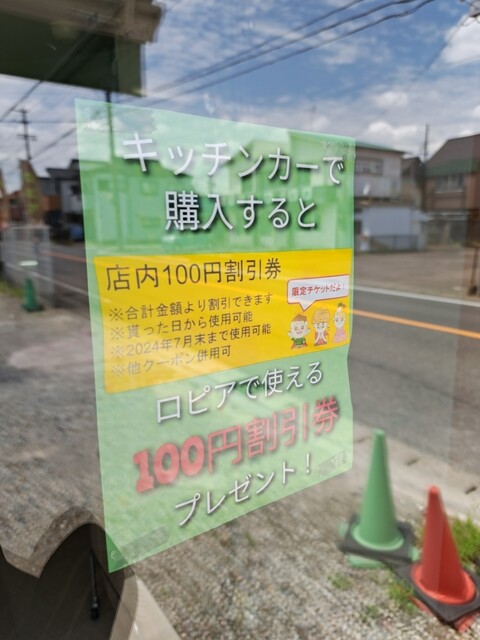 キッチンカーで
購入すると
店内100円割引券
限定チケットだよ!
※合計金額より割引できます
※貰った日から使用可能
※2024年7月末まで使用可能
※他クーポン併用可
ロピアで使える
100円割引券
プレゼント!